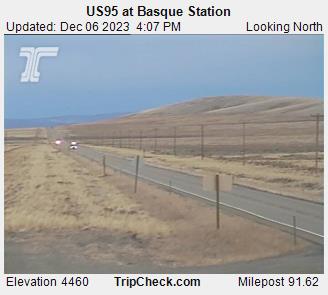 US95 at Basque Station
Updated: Dec 06 2023 4:07 PM Looking North
Elevation 4460 TripCheck.com Milepost 91.62